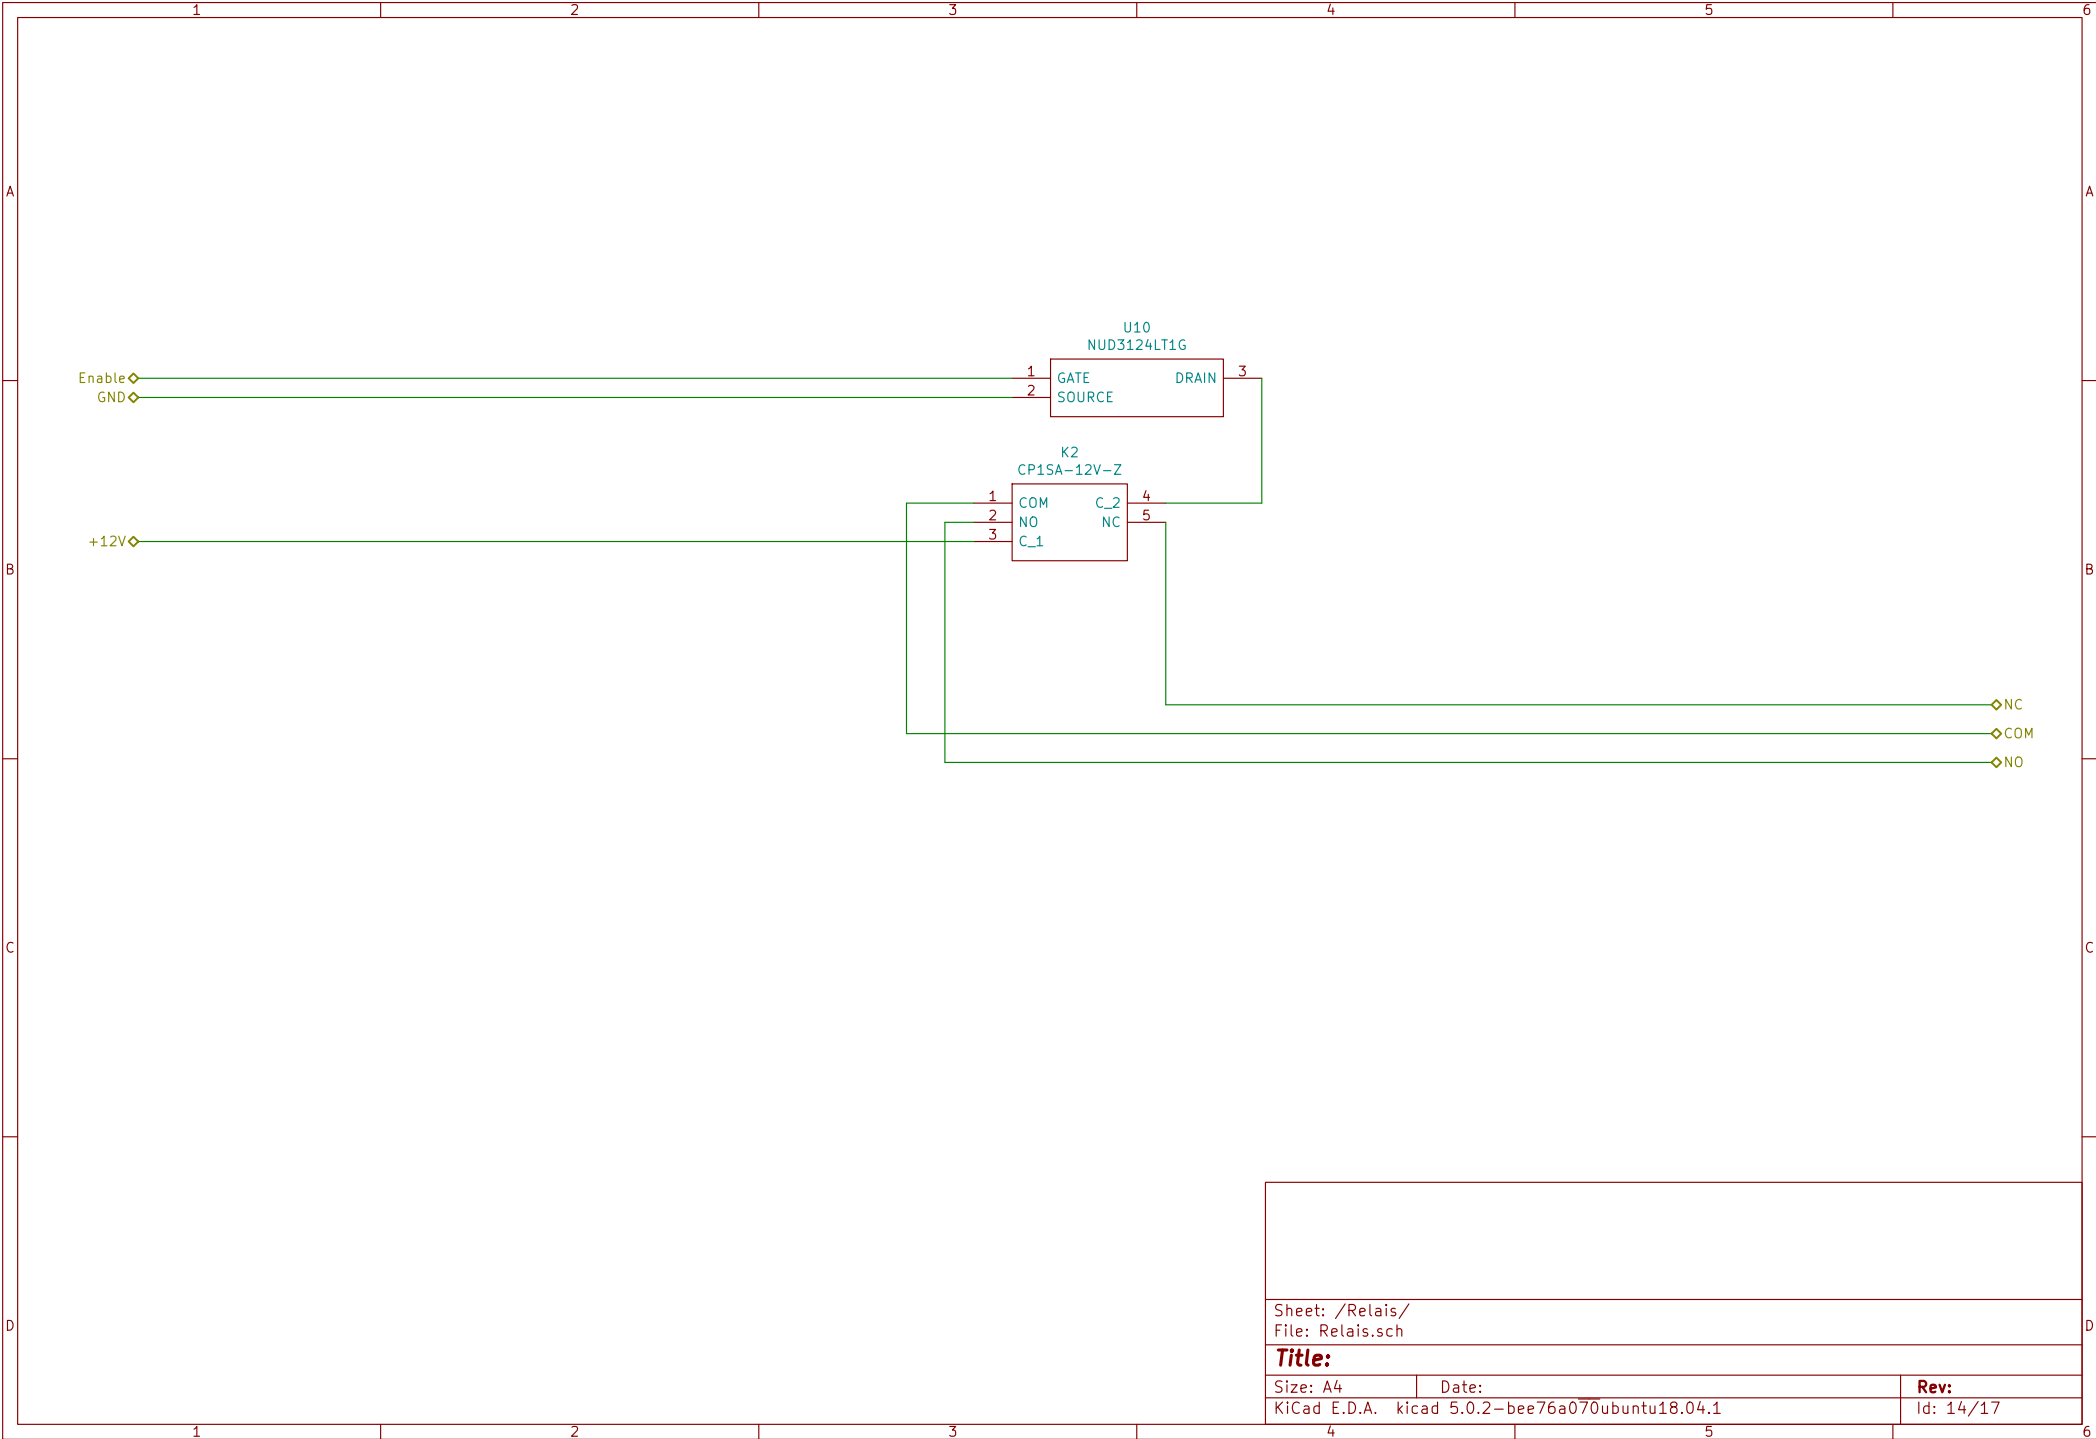 1 2 3 4 5 6
A A
U10
NUD3124LT1G
Enable 1 GATE DRAIN 3
GND 2 SOURCE
K2
CP1SA-12V-Z
1 COM C_2 4
2 NO NC 5
+12V 3 C_1
B B
NC
COM
NO
C C
Sheet: /Relais/
File: Relais.sch
D D
Title:
Size: A4 Date: Rev:
KiCad E.D.A. kicad 5.0.2-bee76a070ubuntu18.04.1 Id: 14/17
1 2 3 4 5 6